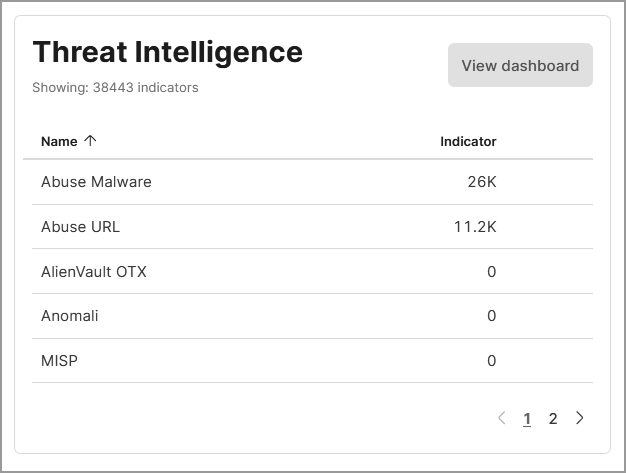 Threat Intelligence
View dashboard
Showing: 38443 indicators
Name ↑ Indicator
Abuse Malware 26K
Abuse URL 11.2K
AlienVault OTX 0
Anomali 0
MISP 0
< 1 2 >